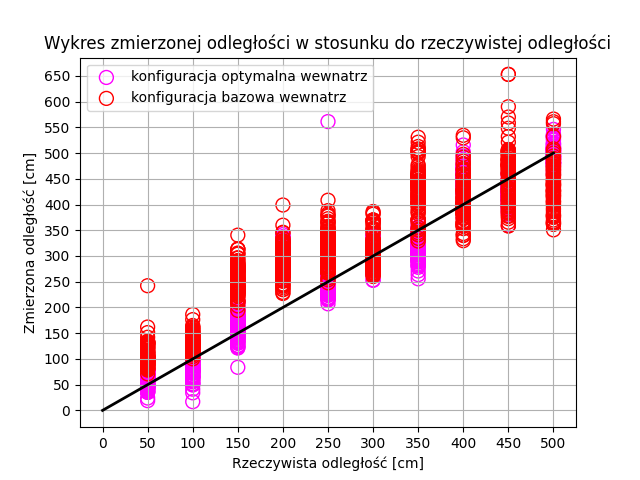 Wykres zmierzonej odległości w stosunku do rzeczywistej odległości
konfiguracja optymalna wewnatrz
konfiguracja bazowa wewnatrz
Zmierzona odległość [cm]
650
600
550
500
450
400
350
300
250
200
150
100
50
0
0 50 100 150 200 250 300 350 400 450 500
Rzeczywista odległość [cm]